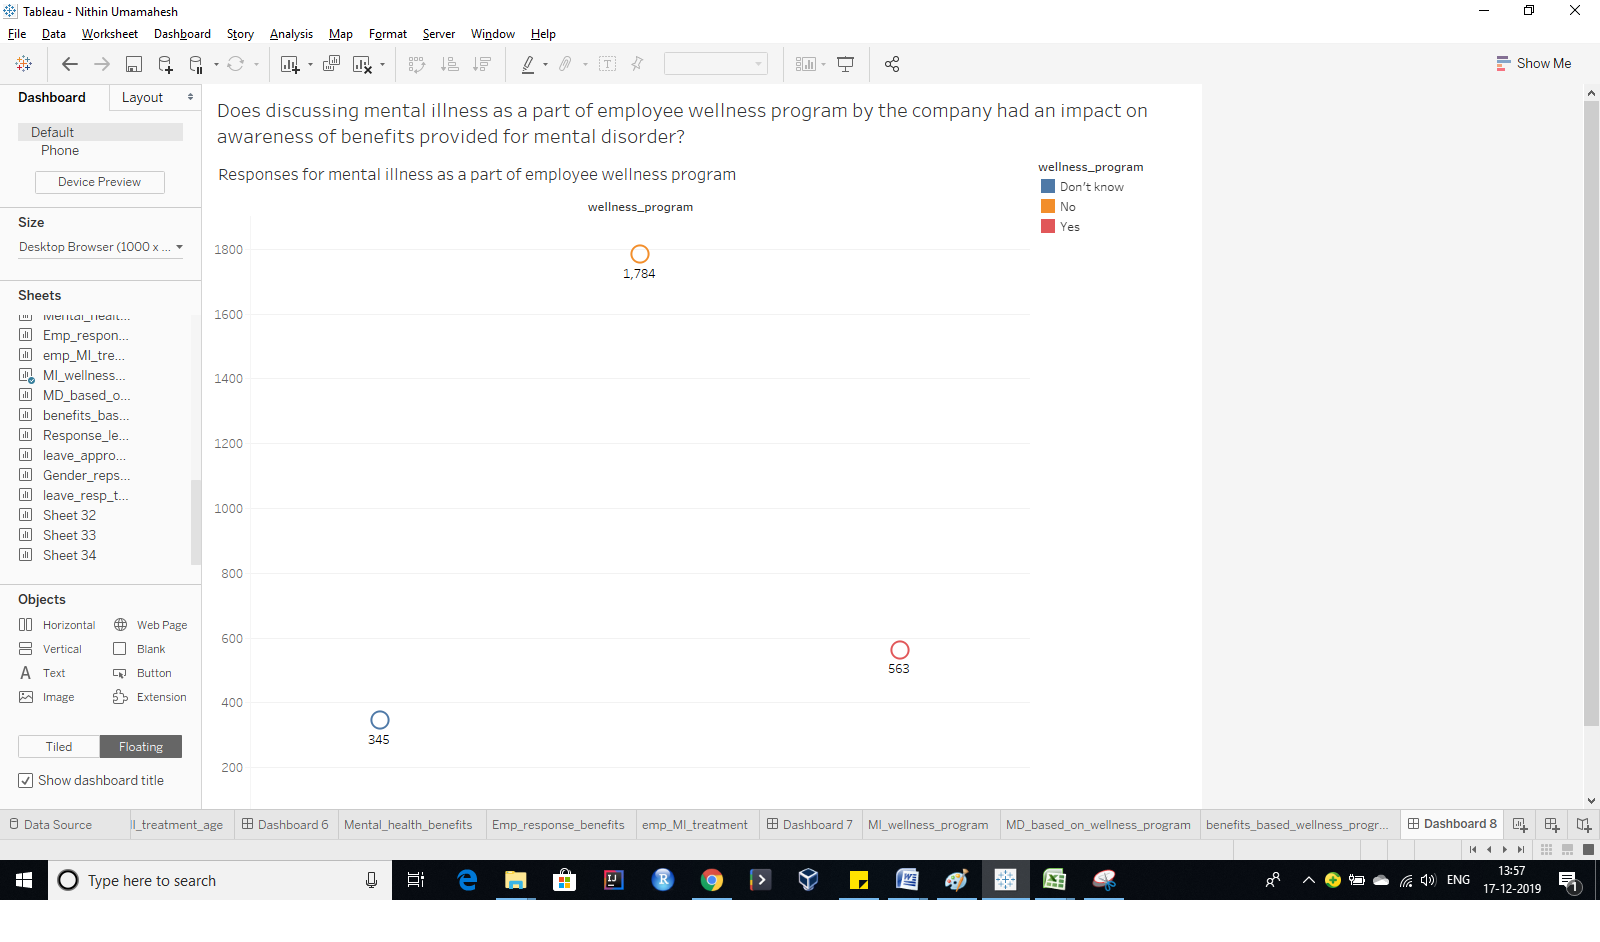 Tableau - Nithin Umamahesh
File Data Worksheet Dashboard Story Analysis Map Format Server Window Help
Show Me
Dashboard Layout
Default
Phone
Device Preview
Size
Desktop Browser (1000 x ...
Sheets
Mental_healt...
Emp_respon...
emp_MI_tre...
MI_wellness...
MD_based_o...
benefits_bas...
Response_le...
leave_appro...
Gender_reps...
leave_resp_t...
Sheet 32
Sheet 33
Sheet 34
Objects
Horizontal Web Page
Vertical Blank
Text Button
Image Extension
Tiled Floating
Show dashboard title
Does discussing mental illness as a part of employee wellness program by the company had an impact on
awareness of benefits provided for mental disorder?
Responses for mental illness as a part of employee wellness program
wellness_program
1800
1600
1400
1200
1000
800
600
400
200
1,784
563
345
wellness_program
Don't know
No
Yes
Data Source I_treatment_age Dashboard 6 Mental_health_benefits Emp_response_benefits emp_MI_treatment Dashboard 7 MI_wellness_program MD_based_on_wellness_program benefits_based_wellness_progr... Dashboard 8
Type here to search
ENG
13:57
17-12-2019
1